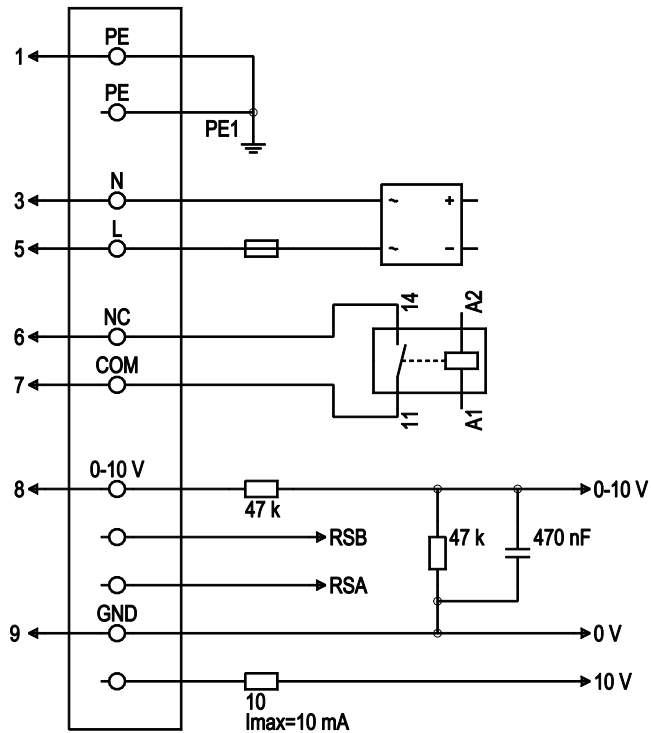 PE
1
PE
PE1
N
3
~ +
L
5
~ −
14 A2
NC
6
COM
7
11 A1
0-10 V
8
0-10 V
47 k
47 k
470 nF
RSB
RSA
GND
9
0 V
10 V
10
Imax=10 mA